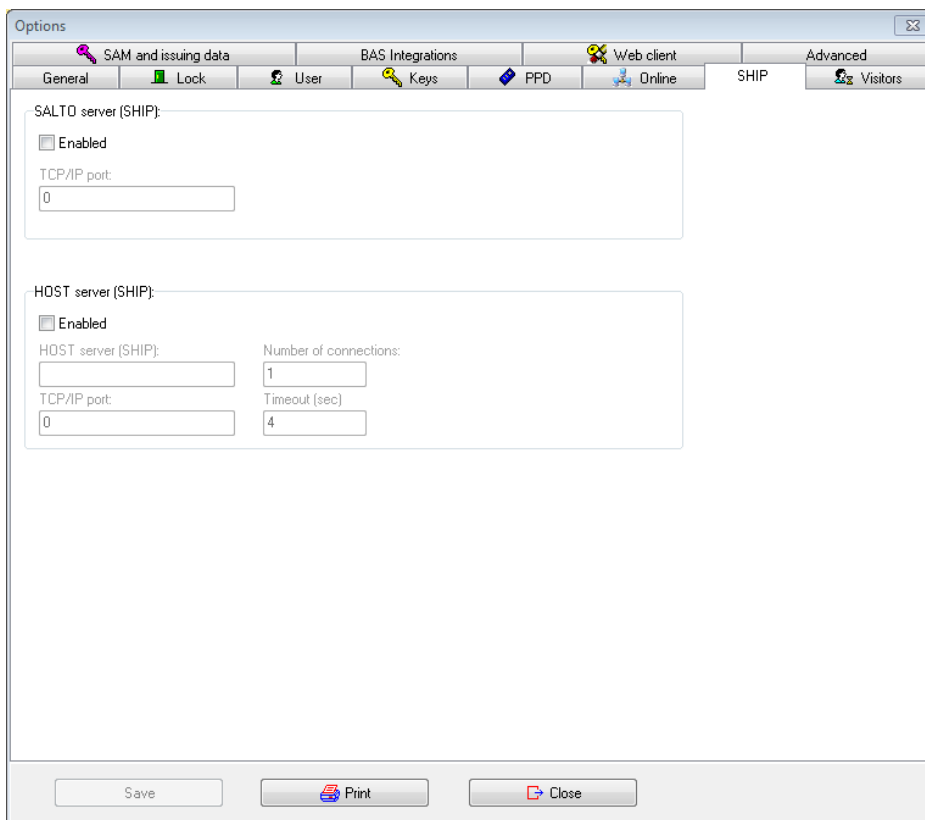 Options
SAM and issuing data BAS Integrations Web client Advanced
General Lock User Keys PPD Online SHIP Visitors
SALTO server (SHIP):
Enabled
TCP/IP port:
0
HOST server (SHIP):
Enabled
HOST server (SHIP): Number of connections:
1
TCP/IP port: Timeout (sec)
0 4
Save Print Close